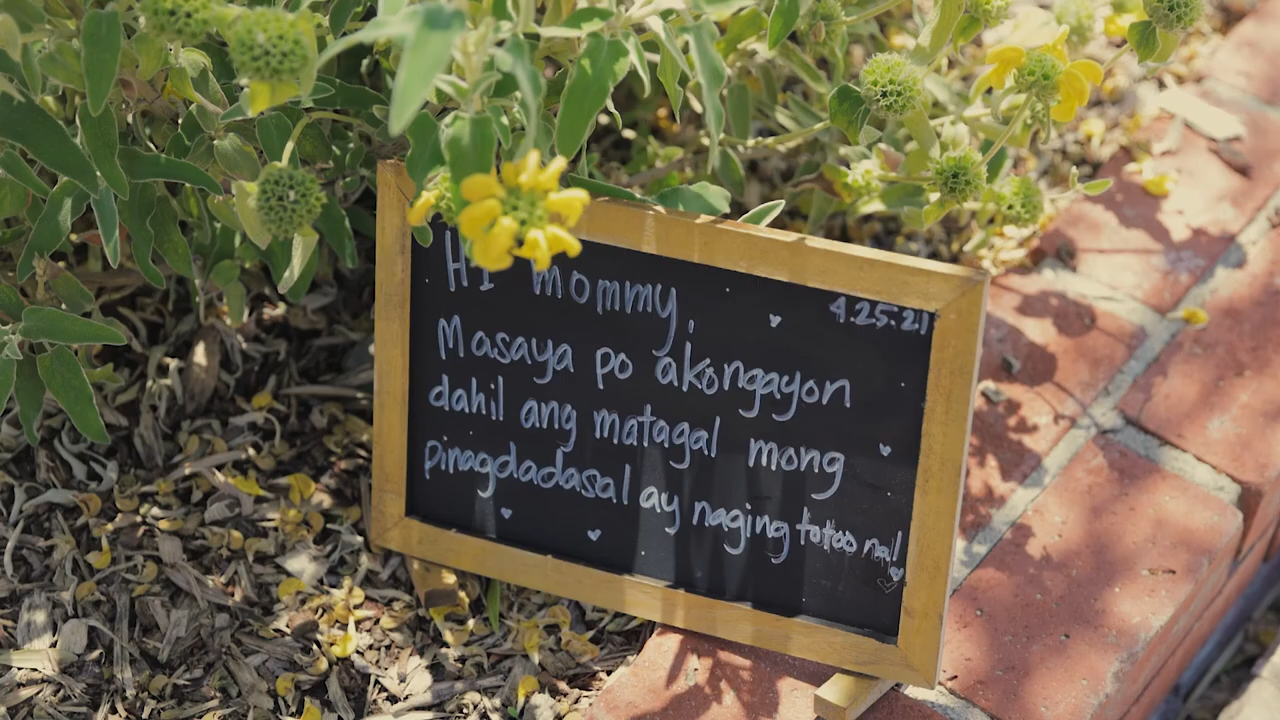 Hi mommy,
4.25.21
Masaya po akongayon
dahil ang matagal mong
pinagdadasal ay naging totoo na!